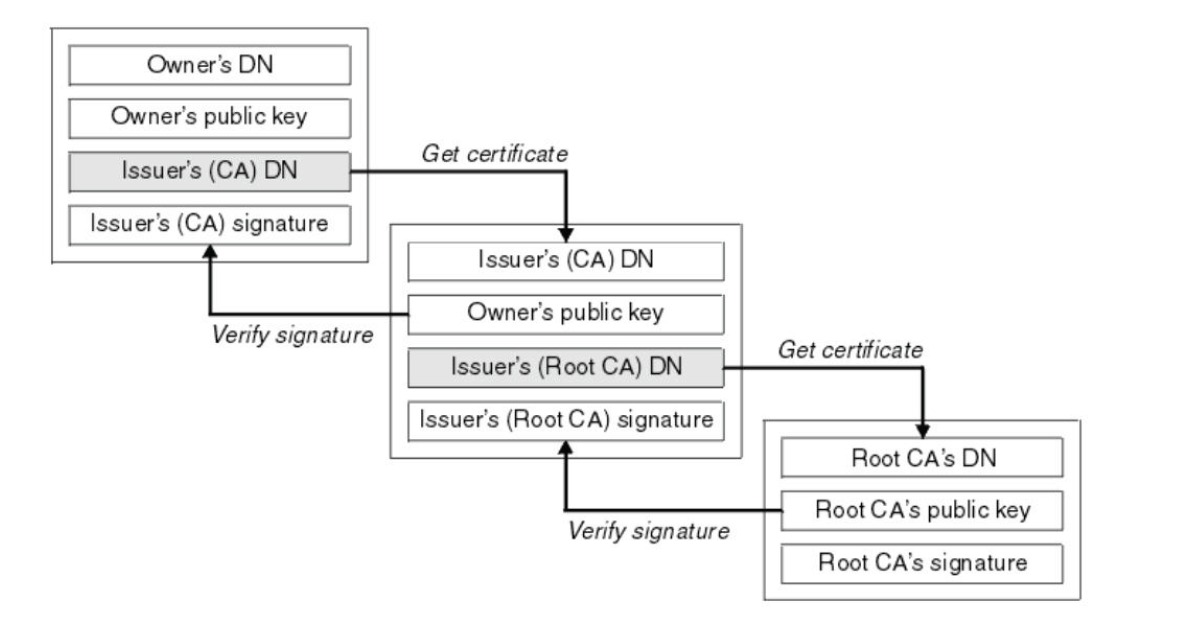 Owner's DN
Owner's public key
Issuer's (CA) DN
Issuer's (CA) signature
Get certificate
Verify signature
Issuer's (CA) DN
Owner's public key
Issuer's (Root CA) DN
Issuer's (Root CA) signature
Get certificate
Verify signature
Root CA's DN
Root CA's public key
Root CA's signature